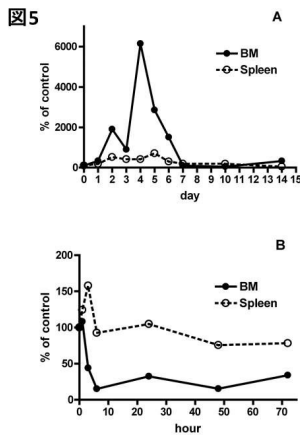 図5
A
% of control
6000
4000
2000
0
BM
Spleen
0 1 2 3 4 5 6 7 8 9 10 11 12 13 14 15
day
B
% of control
200
150
100
50
0
BM
Spleen
0 10 20 30 40 50 60 70 80
hour